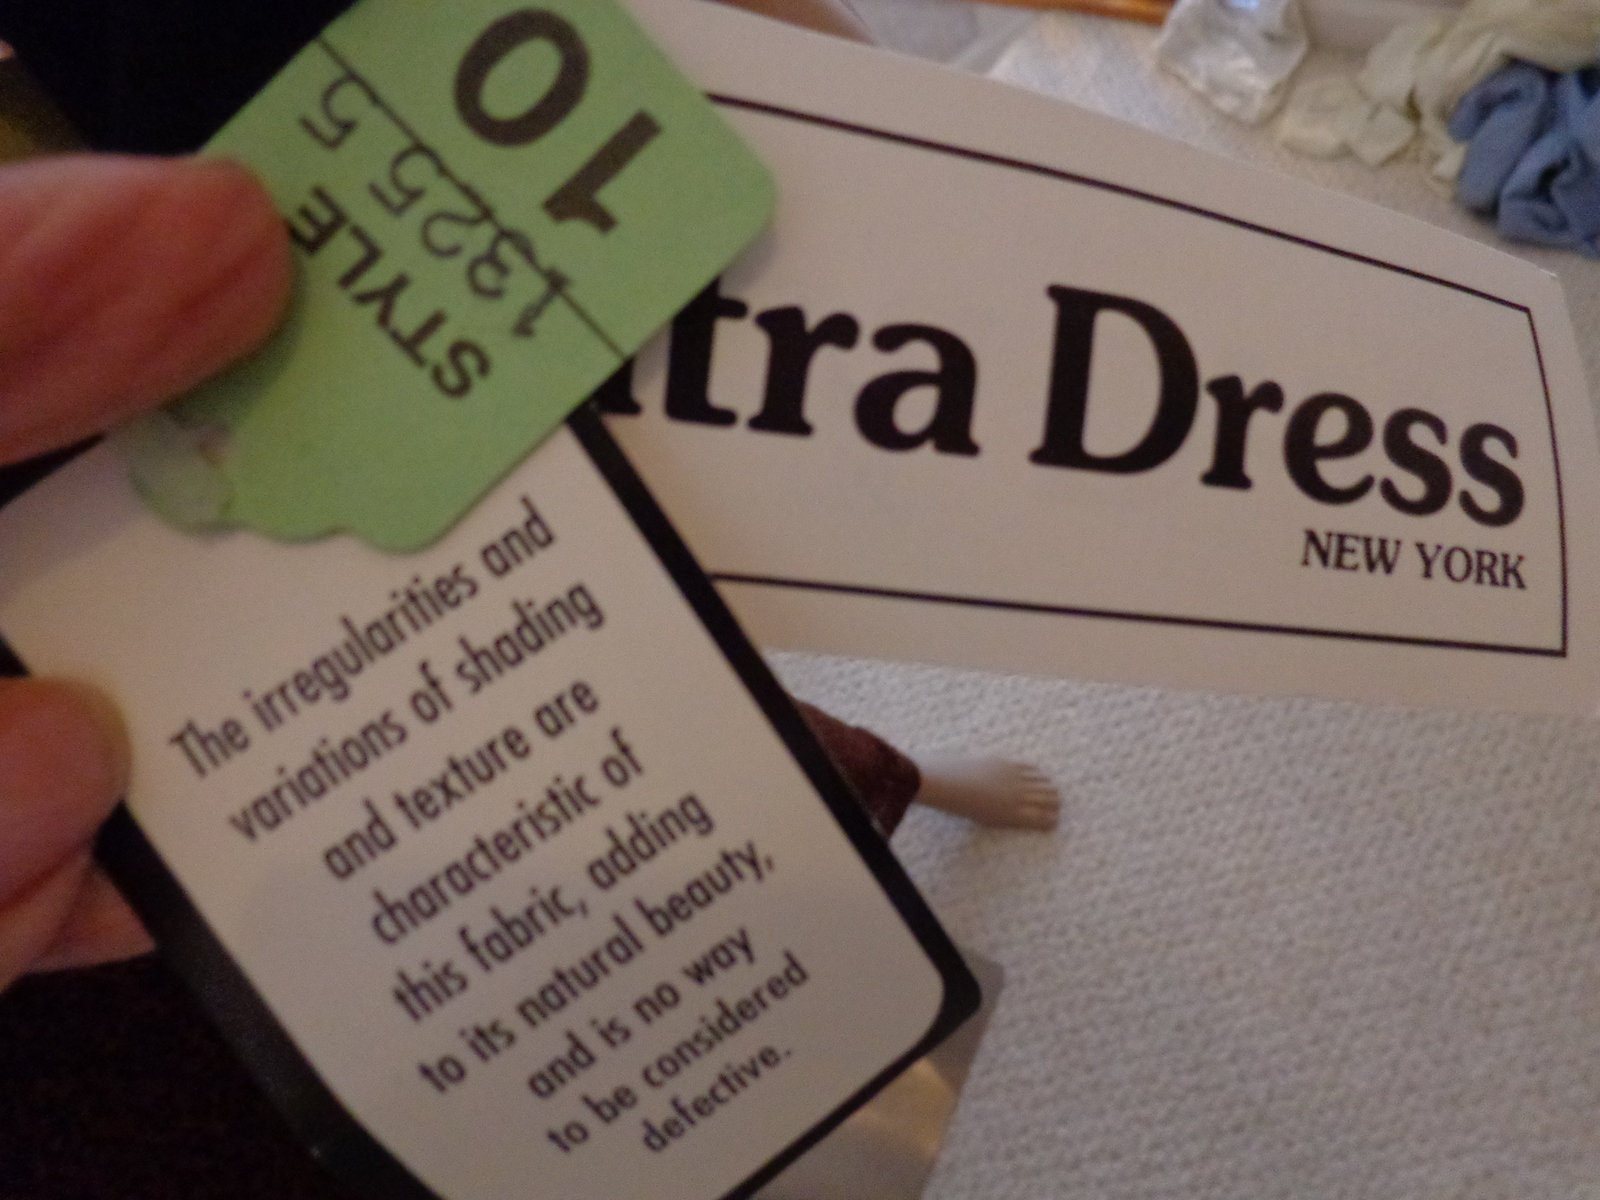 10
13255
STYLE
tra Dress
NEW YORK
The irregularities and
variations of shading
and texture are
characteristic of
this fabric, adding
to its natural beauty,
and is no way
to be considered
defective.